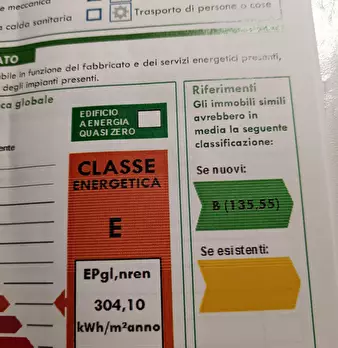 e meccanica
e calda sanitaria
Trasporto di persone o cose
ATO
bile in funzione del fabbricato e dei servizi energetici presenti,
degli impianti presenti.
ca globale
EDIFICIO
A ENERGIA
QUASI ZERO
ente
CLASSE
ENERGETICA
E
EPgl,nren
304,10
kWh/m²anno
Riferimenti
Gli immobili simili
avrebbero in
media la seguente
classificazione:
Se nuovi:
B (135,55)
Se esistenti: